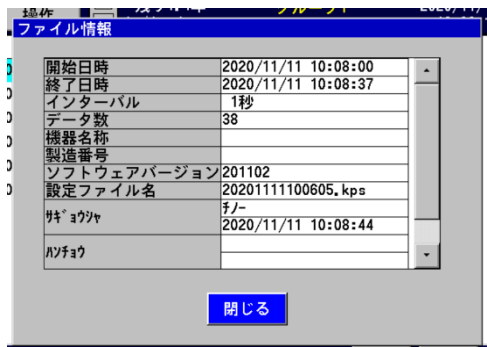 操作
ファイル情報
開始日時 2020/11/11 10:08:00
終了日時 2020/11/11 10:08:37
インターバル 1秒
データ数 38
機器名称
製造番号
ソフトウェアバージョン 201102
設定ファイル名 20201111100605.kps
ｻｷﾞｮｳｼｬ ﾁﾉｰ
2020/11/11 10:08:44
ﾊﾝﾁｮｳ
閉じる